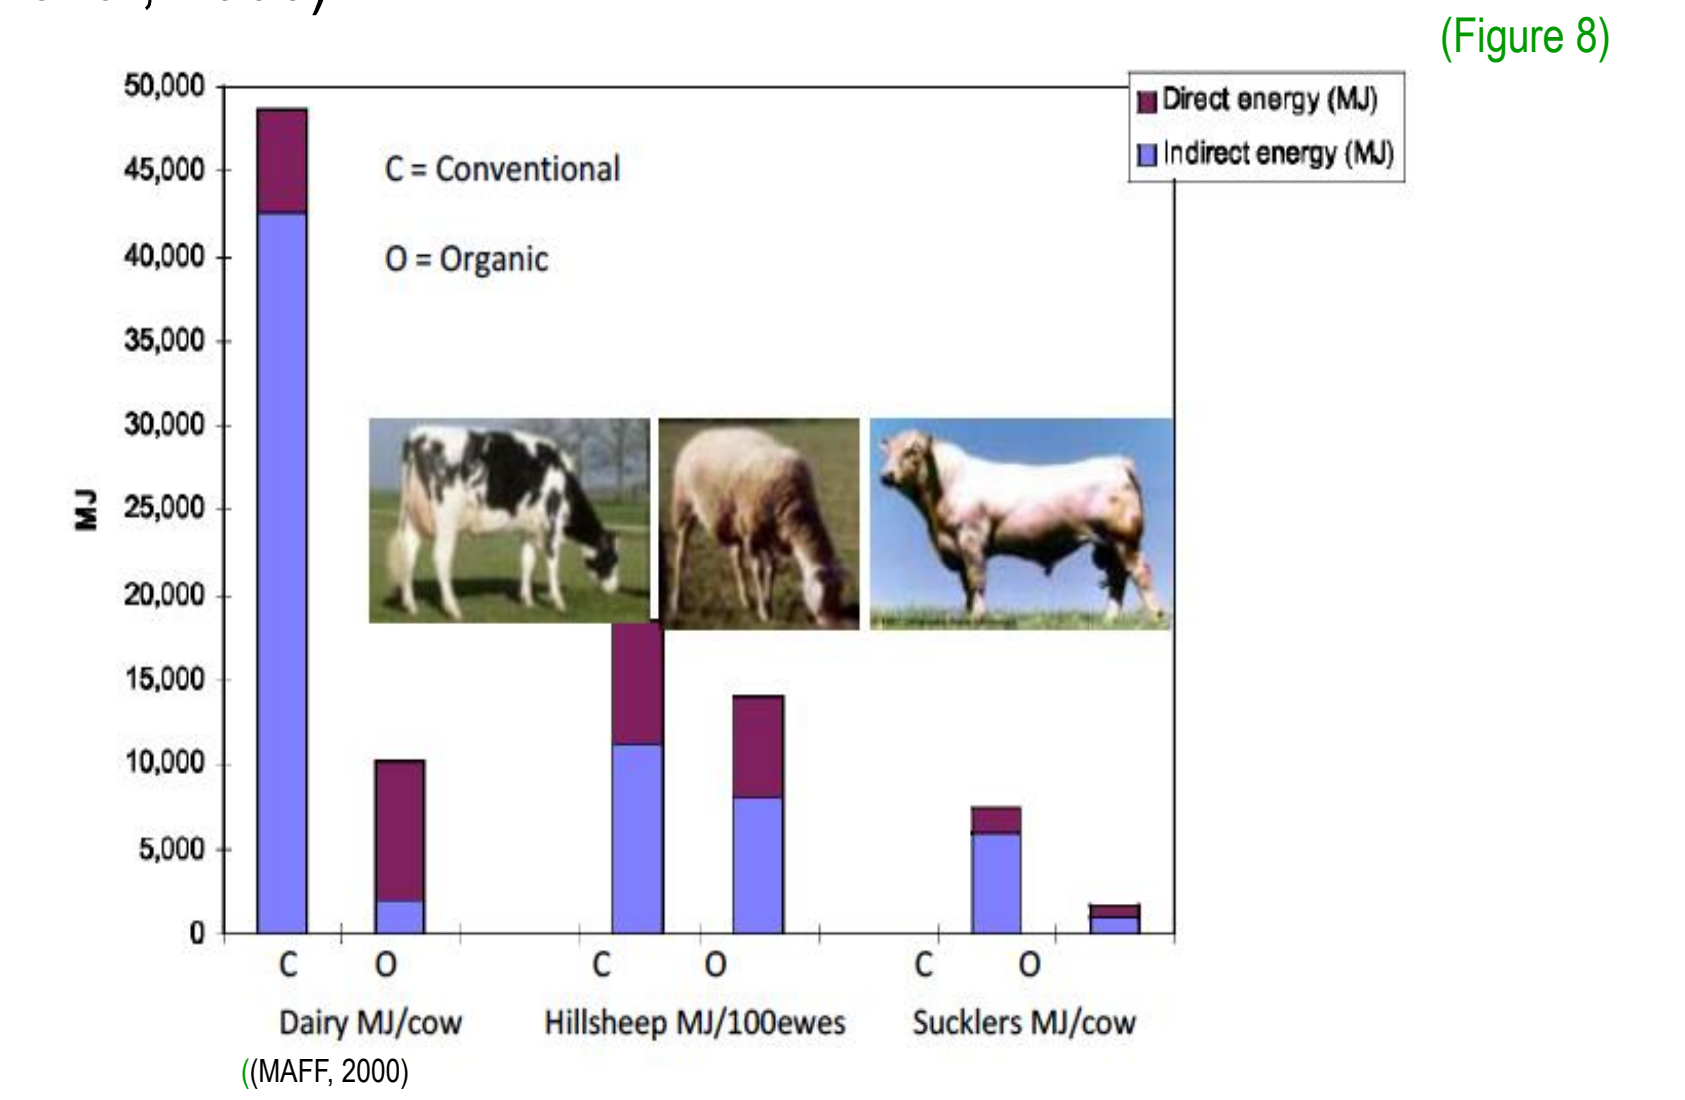 (Figure 8)
50,000
Direct energy (MJ)
Indirect energy (MJ)
C = Conventional
45,000
O = Organic
40,000
35,000
30,000
MJ
25,000
20,000
15,000
10,000
5,000
0
C O C O C O
Dairy MJ/cow Hillsheep MJ/100ewes Sucklers MJ/cow
((MAFF, 2000)